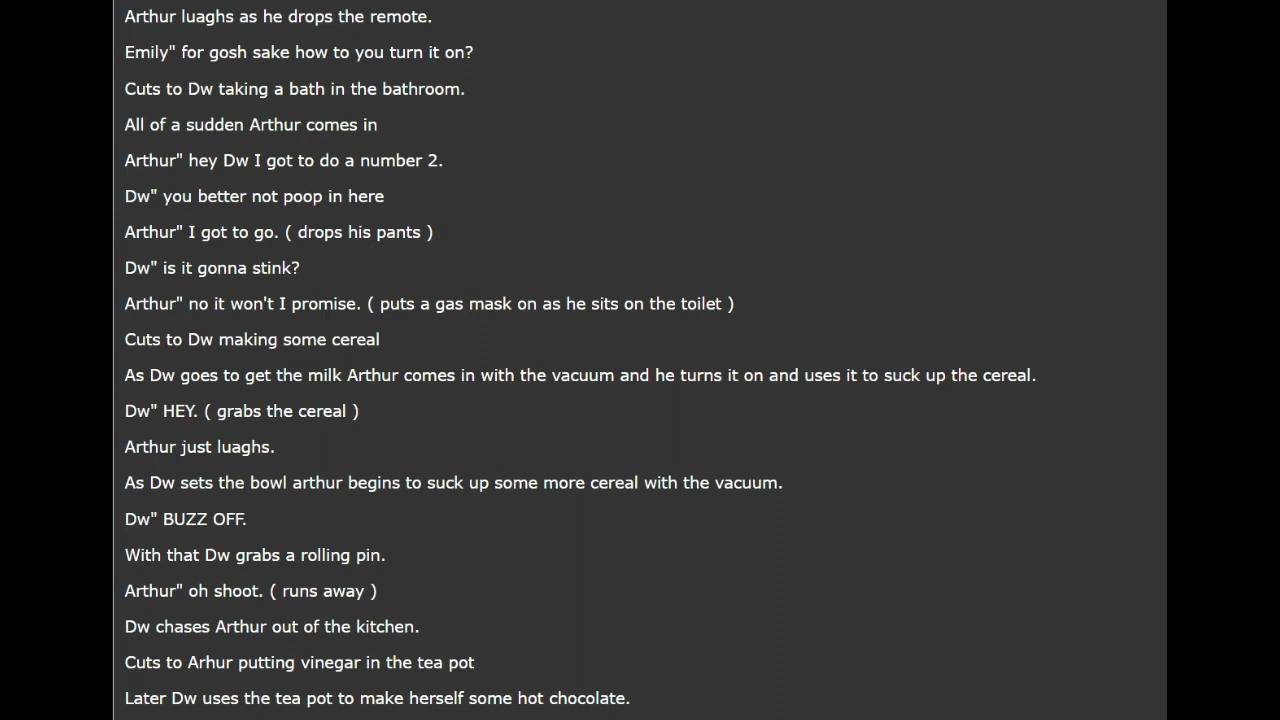 Arthur luaghs as he drops the remote.
Emily" for gosh sake how to you turn it on?
Cuts to Dw taking a bath in the bathroom.
All of a sudden Arthur comes in
Arthur" hey Dw I got to do a number 2.
Dw" you better not poop in here
Arthur" I got to go. ( drops his pants )
Dw" is it gonna stink?
Arthur" no it won't I promise. ( puts a gas mask on as he sits on the toilet )
Cuts to Dw making some cereal
As Dw goes to get the milk Arthur comes in with the vacuum and he turns it on and uses it to suck up the cereal.
Dw" HEY. ( grabs the cereal )
Arthur just luaghs.
As Dw sets the bowl arthur begins to suck up some more cereal with the vacuum.
Dw" BUZZ OFF.
With that Dw grabs a rolling pin.
Arthur" oh shoot. ( runs away )
Dw chases Arthur out of the kitchen.
Cuts to Arhur putting vinegar in the tea pot
Later Dw uses the tea pot to make herself some hot chocolate.